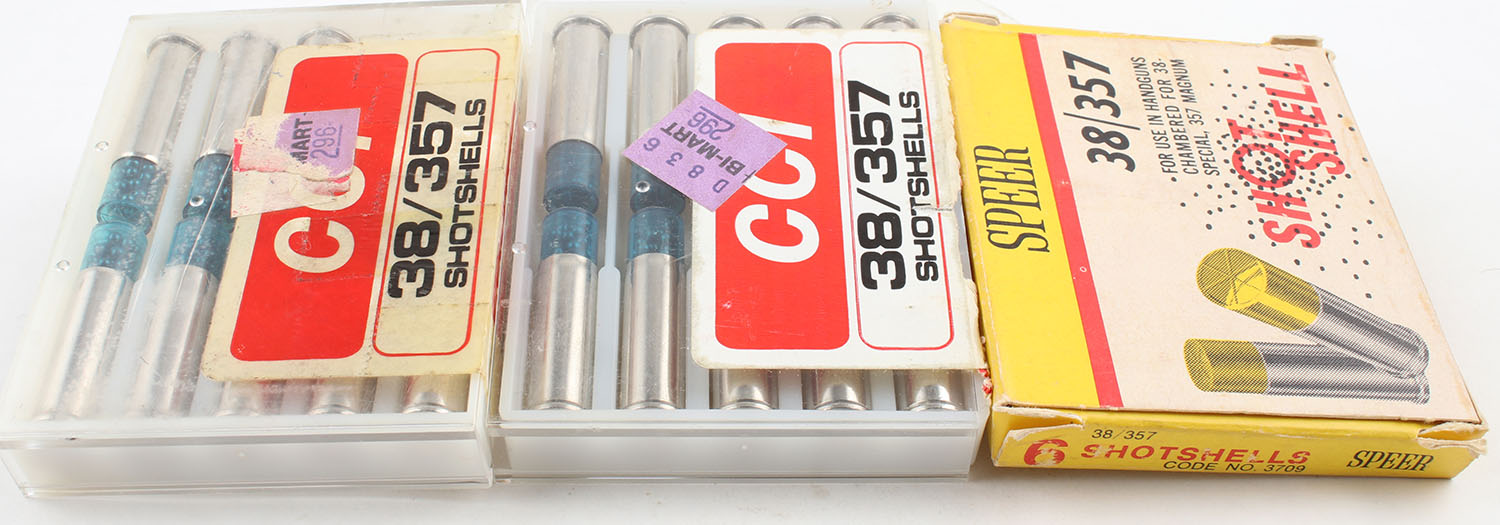 MART
296
CCI
38/357
SHOTSHELLS
D 8 3 6
BI-MART
296
CCI
38/357
SHOTSHELLS
SPEER
38/357
FOR USE IN HANDGUNS
CHAMBERED FOR 38-
SPECIAL, 357 MAGNUM
SHOT
SHELL
38/357
6 SHOTSHELLS
CODE NO. 3709
SPEER